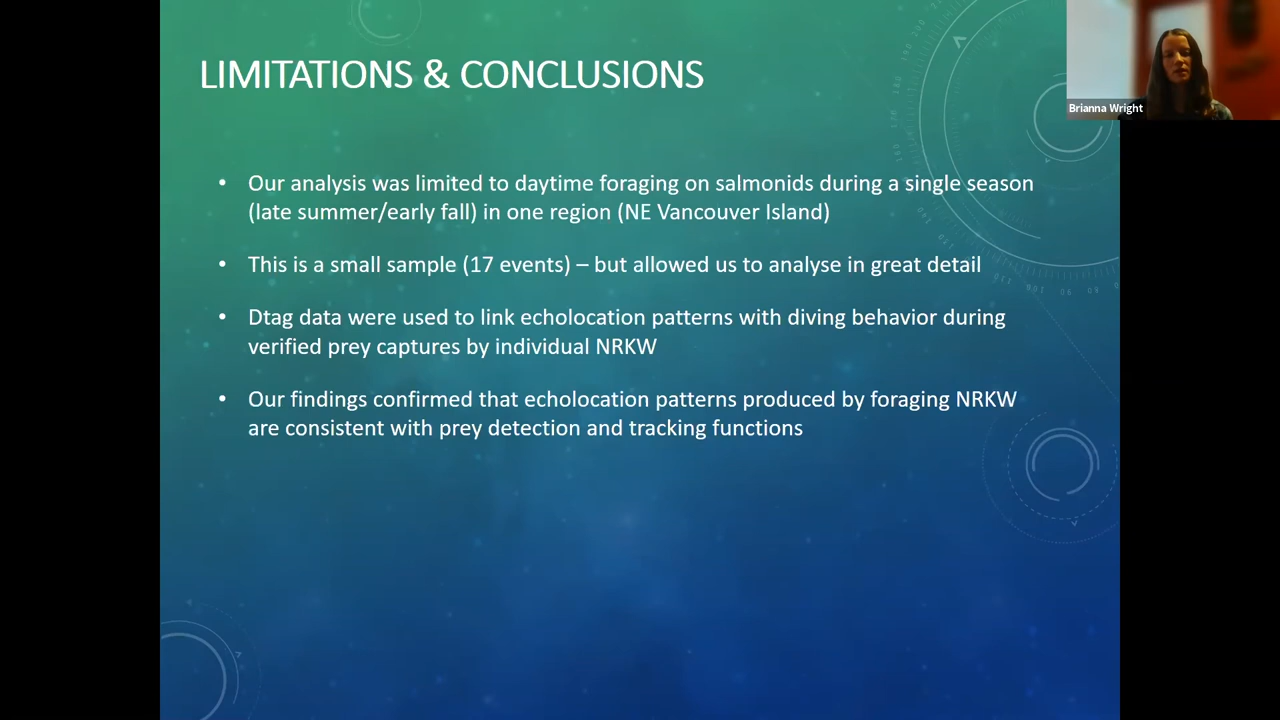 LIMITATIONS & CONCLUSIONS
Brianna Wright
• Our analysis was limited to daytime foraging on salmonids during a single season
(late summer/early fall) in one region (NE Vancouver Island)
• This is a small sample (17 events) – but allowed us to analyse in great detail
• Dtag data were used to link echolocation patterns with diving behavior during
verified prey captures by individual NRKW
• Our findings confirmed that echolocation patterns produced by foraging NRKW
are consistent with prey detection and tracking functions